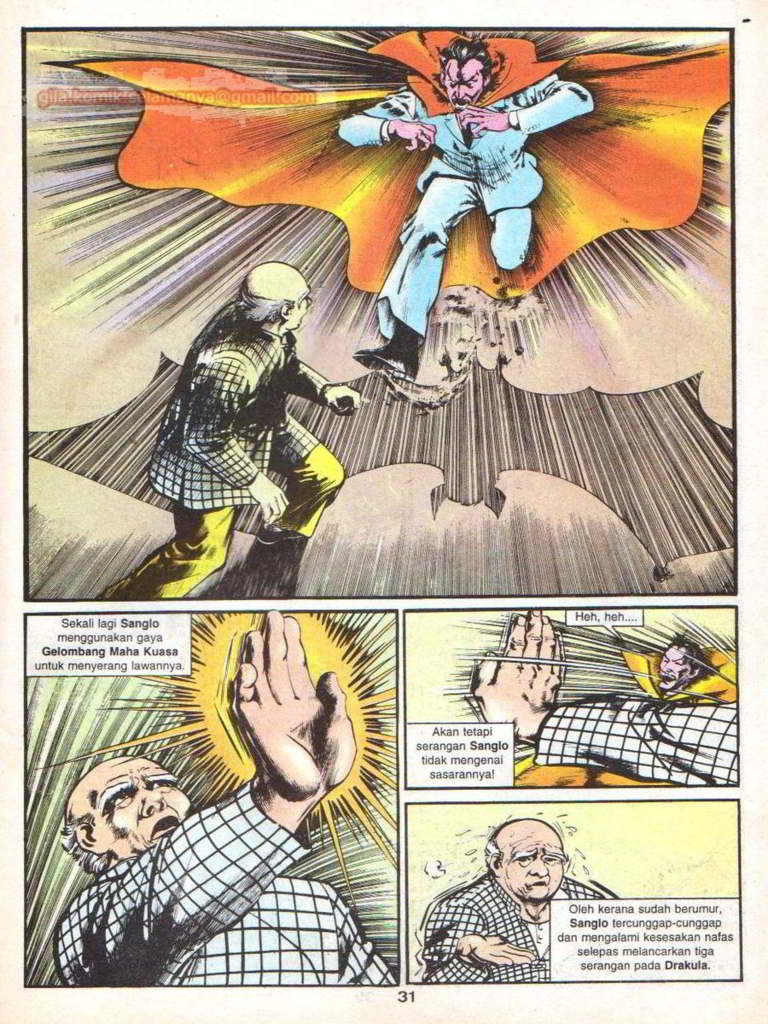 Sekali lagi Sanglo
menggunakan gaya
Gelombang Maha Kuasa
untuk menyerang lawannya.
Heh, heh....
Akan tetapi
serangan Sanglo
tidak mengenai
sasarannya!
Oleh kerana sudah berumur,
Sanglo tercunggap-cunggap
dan mengalami kesesakan nafas
selepas melancarkan tiga
serangan pada Drakula.
31